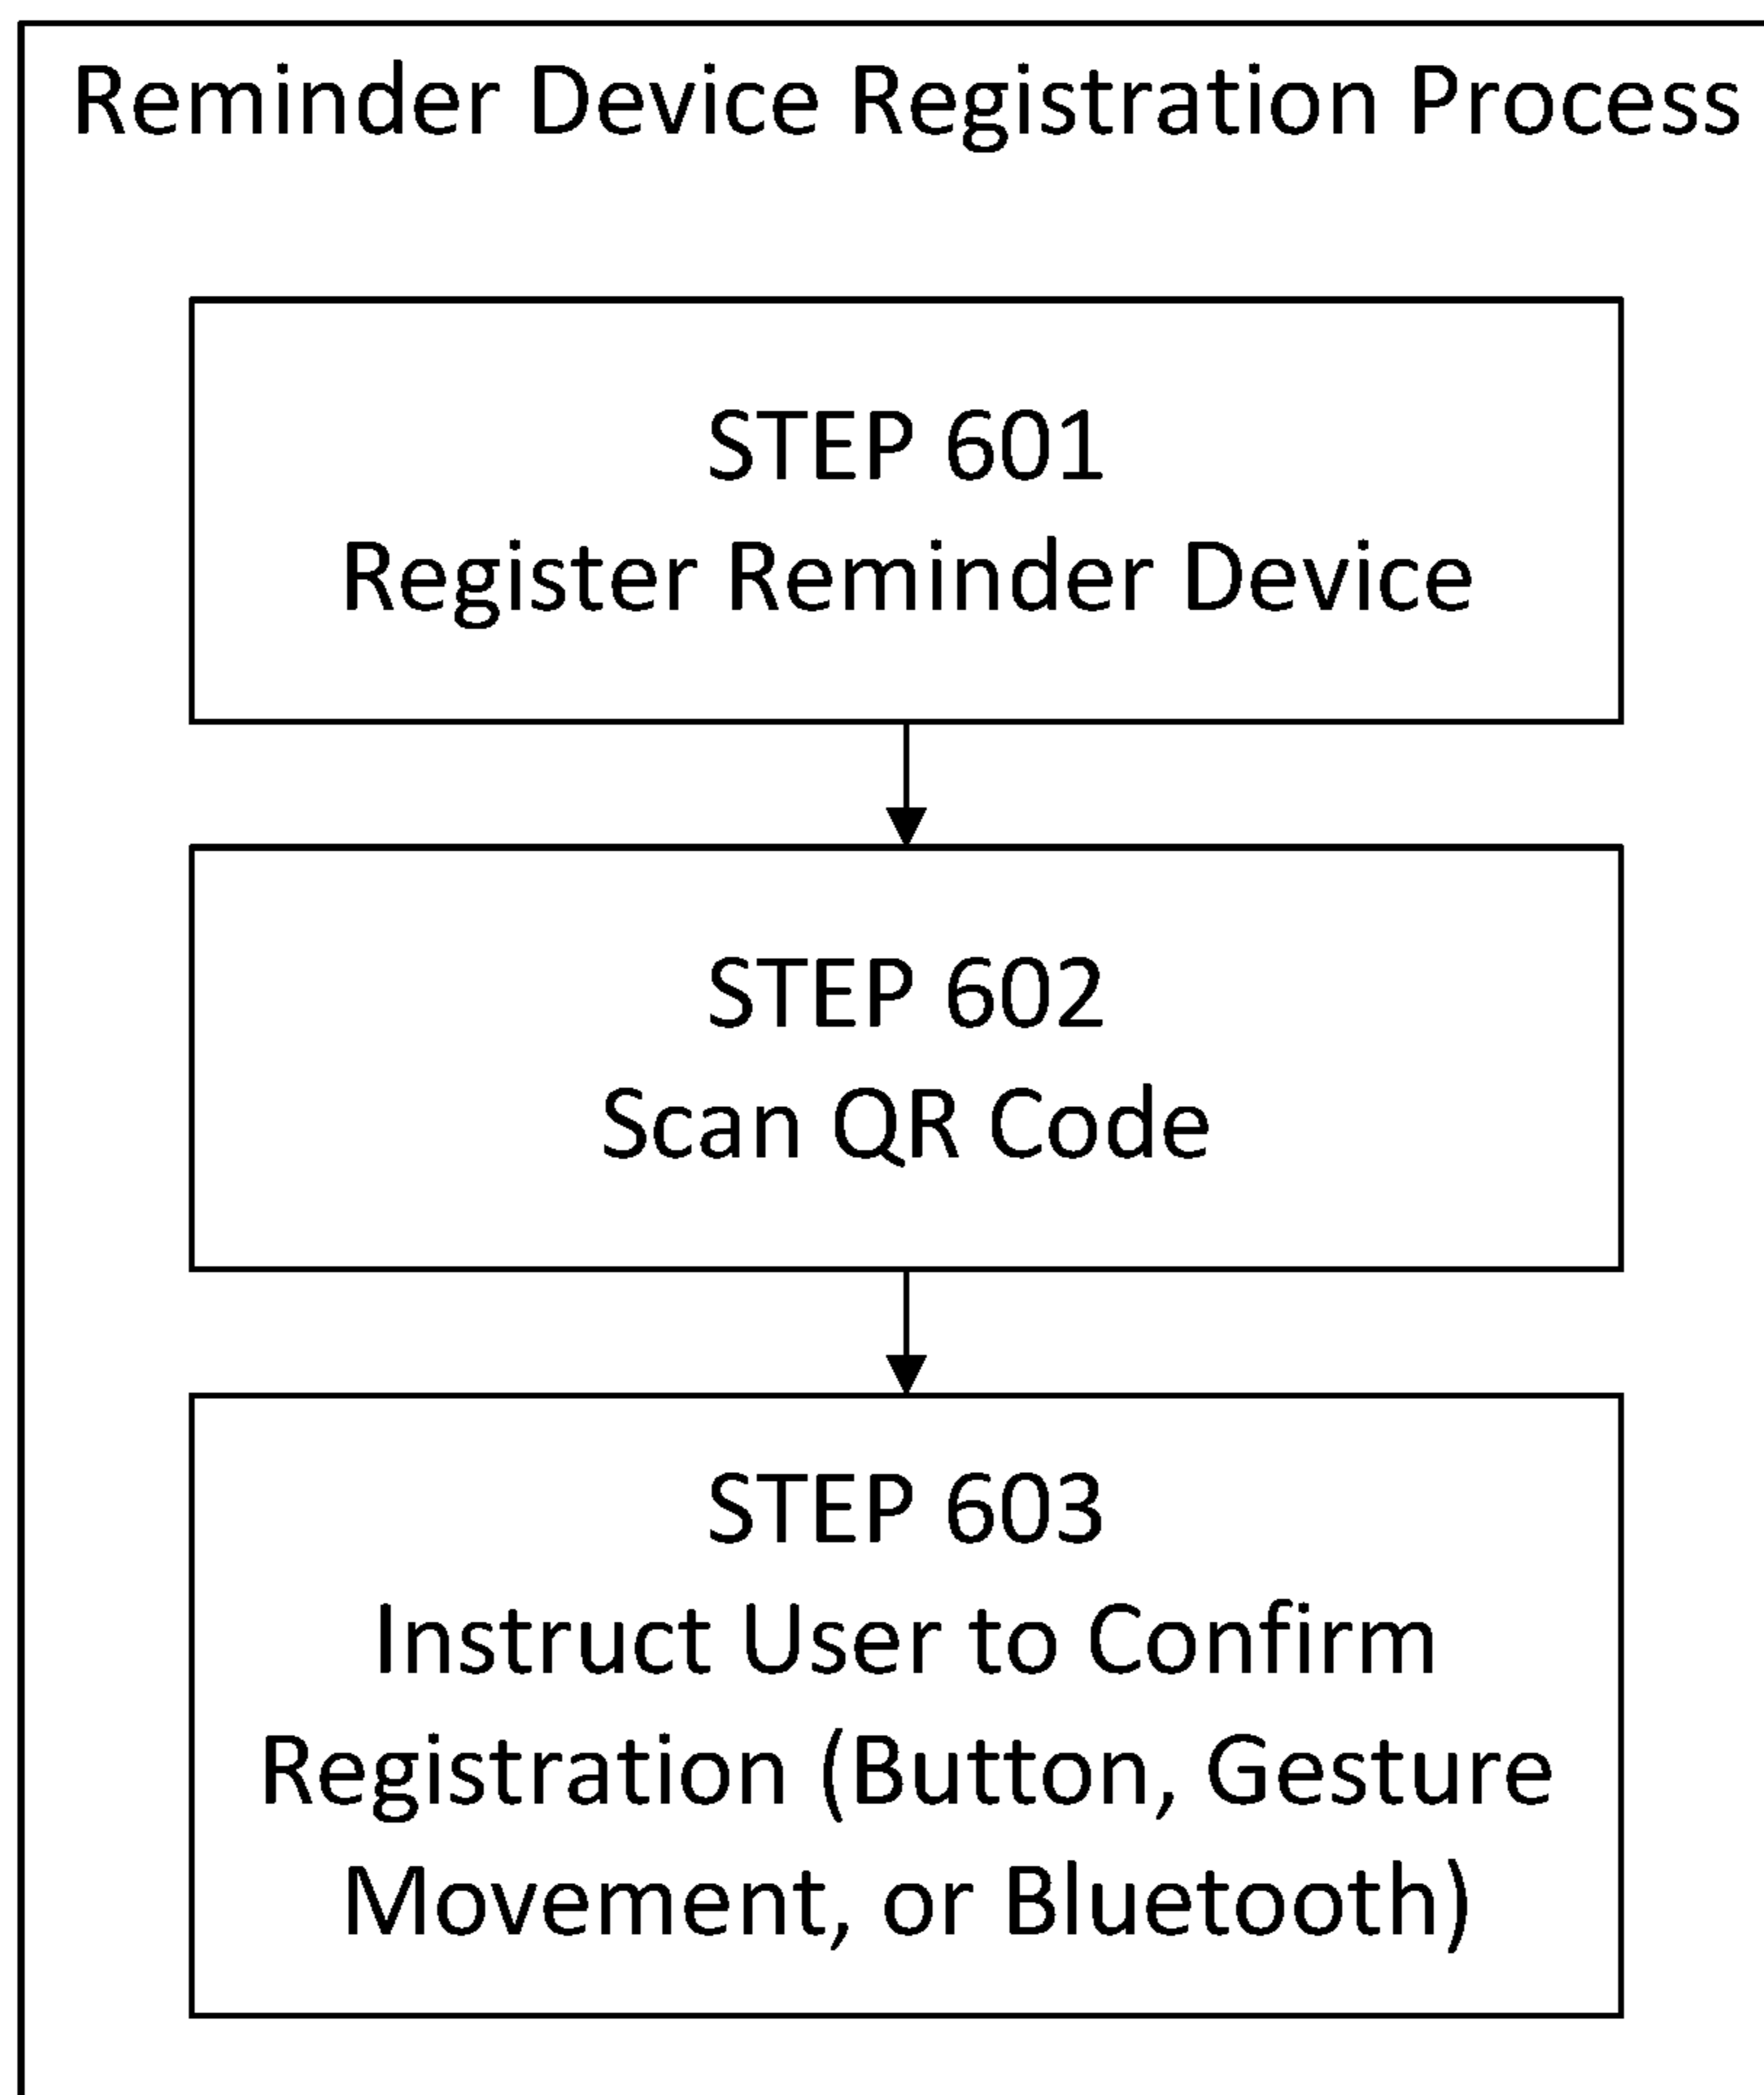 Reminder Device Registration Process
STEP 601
Register Reminder Device
STEP 602
Scan QR Code
STEP 603
Instruct User to Confirm
Registration (Button, Gesture
Movement, or Bluetooth)